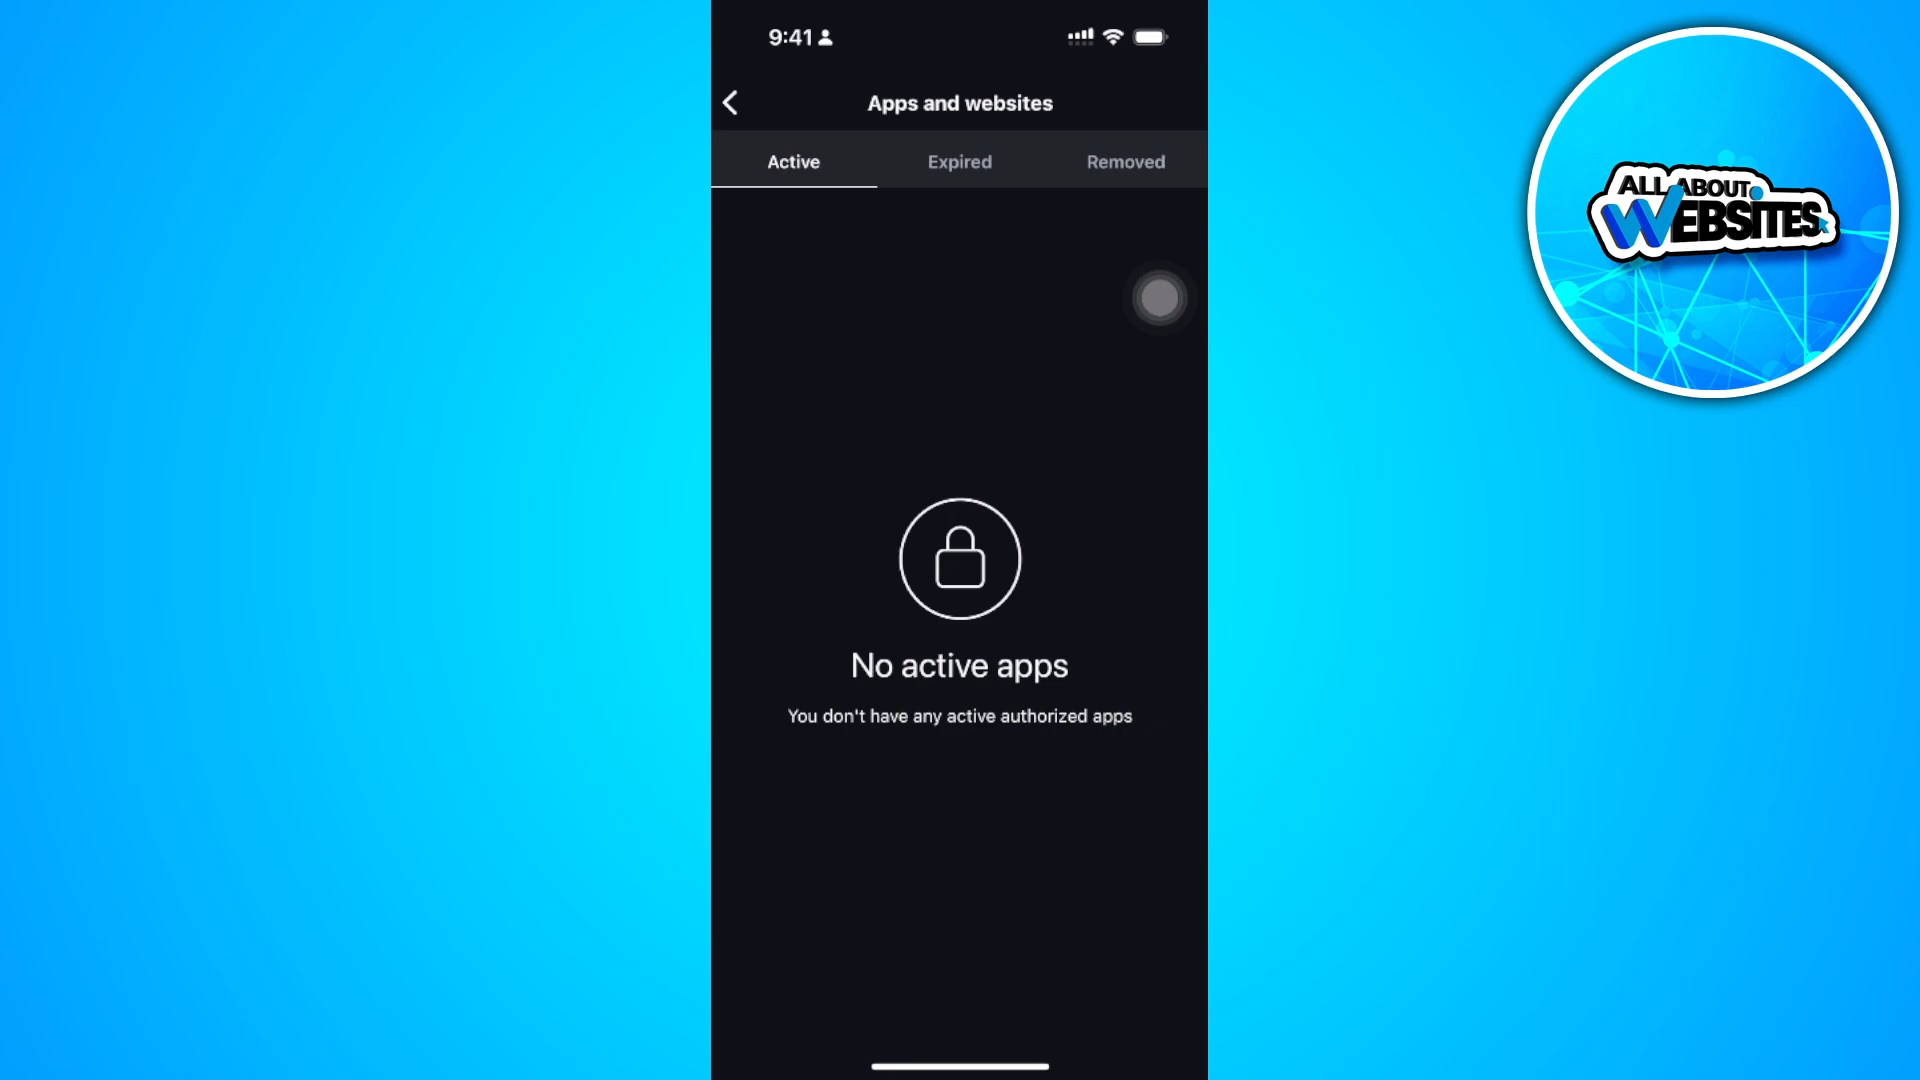 9:41
Apps and websites
Active Expired Removed
No active apps
You don't have any active authorized apps
ALL ABOUT
WEBSITES